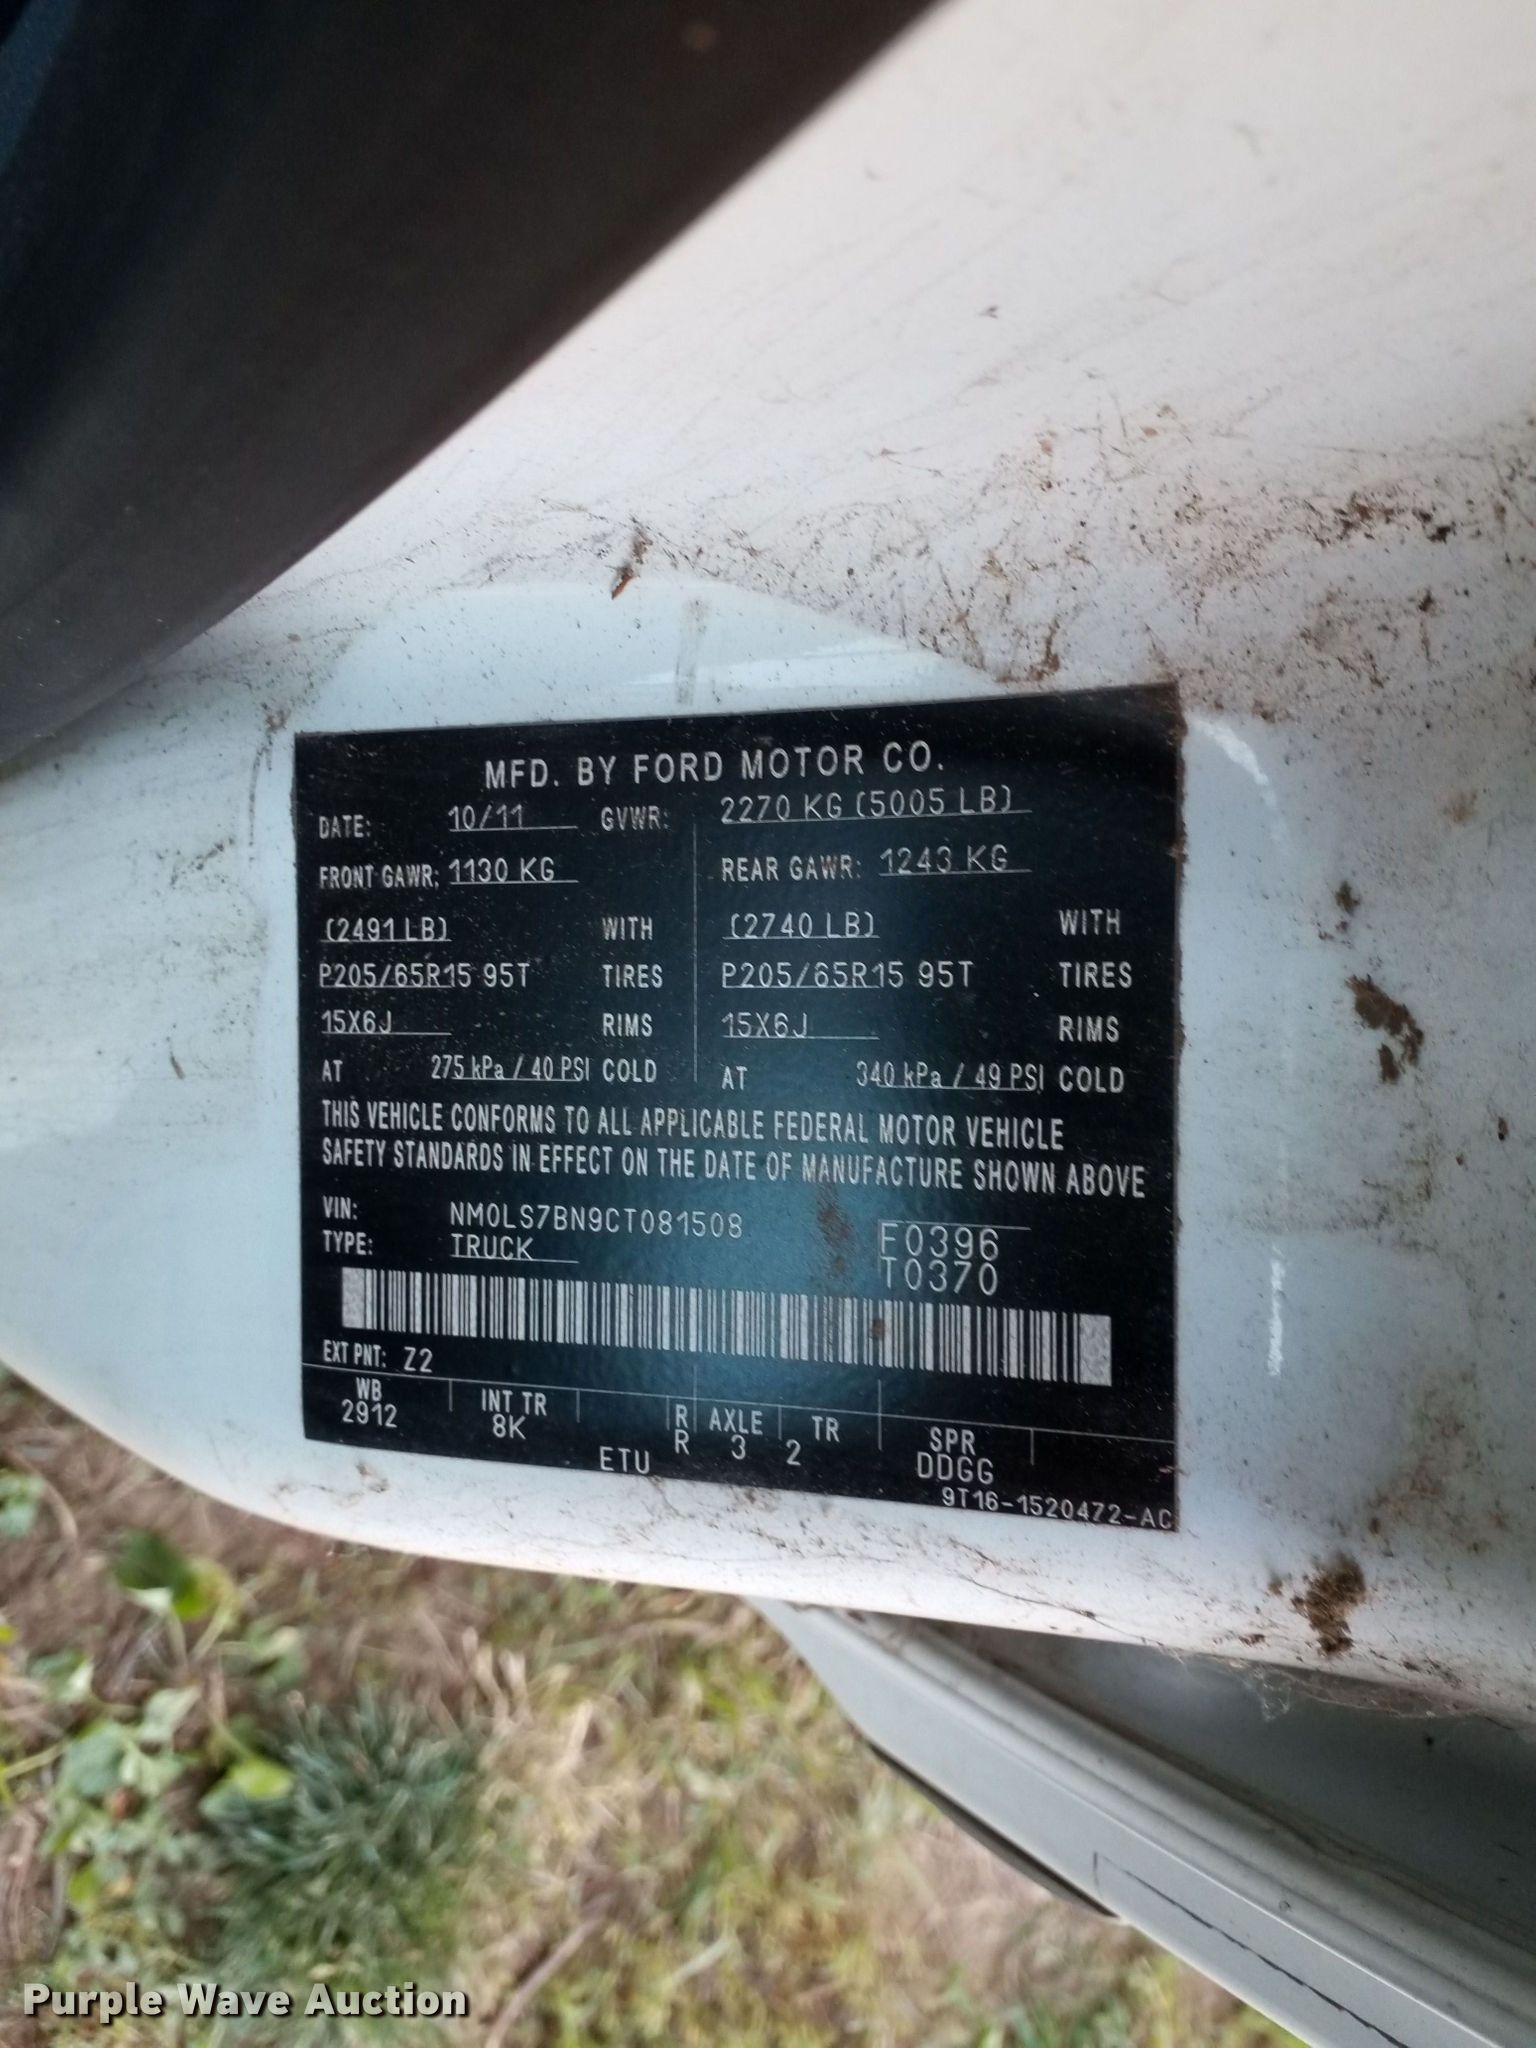 MFD. BY FORD MOTOR CO.
DATE: 10/11 GVWR: 2270 KG (5005 LB)
FRONT GAWR: 1130 KG REAR GAWR: 1243 KG
(2491 LB) WITH (2740 LB) WITH
P205/65R15 95T TIRES P205/65R15 95T TIRES
15X6J RIMS 15X6J RIMS
AT 275 kPa / 40 PSI COLD AT 340 kPa / 49 PSI COLD
THIS VEHICLE CONFORMS TO ALL APPLICABLE FEDERAL MOTOR VEHICLE
SAFETY STANDARDS IN EFFECT ON THE DATE OF MANUFACTURE SHOWN ABOVE
VIN: NM0LS7BN9CT081508 F0396
TYPE: TRUCK T0370
EXT PNT: Z2
WB INT TR R AXLE TR SPR
2912 8K R 3 2 DDGG
ETU
9T16-1520472-AC
Purple Wave Auction